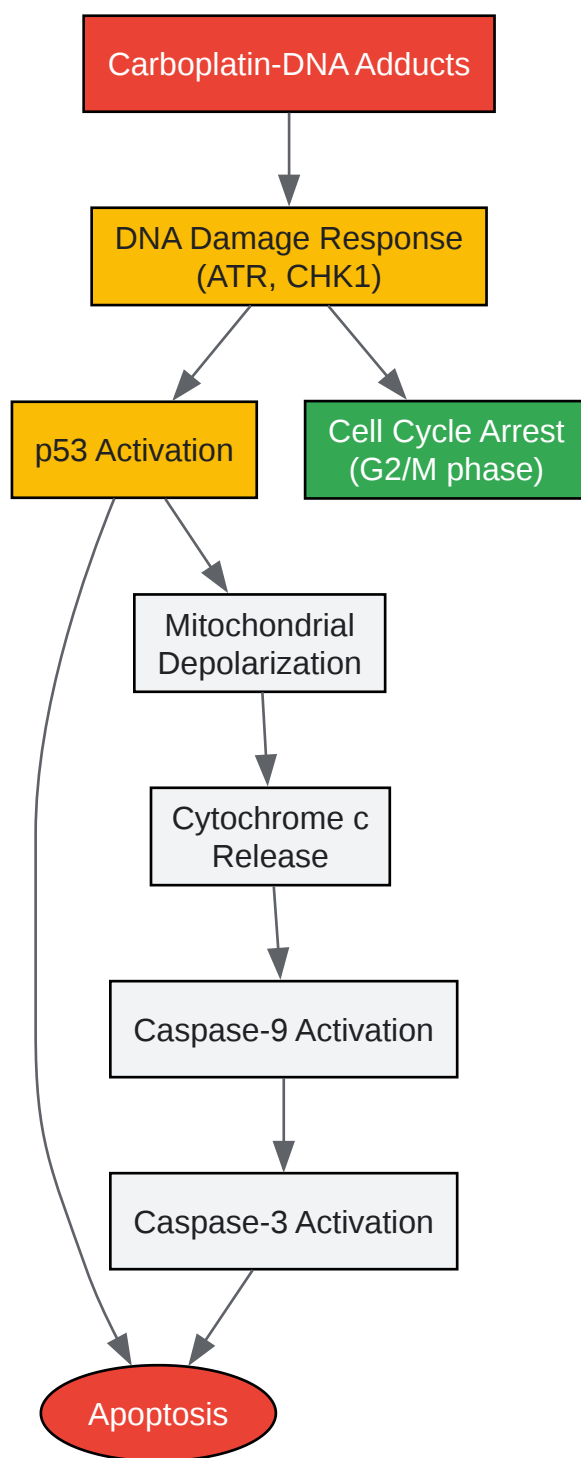 Carboplatin-DNA Adducts
DNA Damage Response
(ATR, CHK1)
p53 Activation
Cell Cycle Arrest
(G2/M phase)
Mitochondrial
Depolarization
Cytochrome c
Release
Caspase-9 Activation
Caspase-3 Activation
Apoptosis